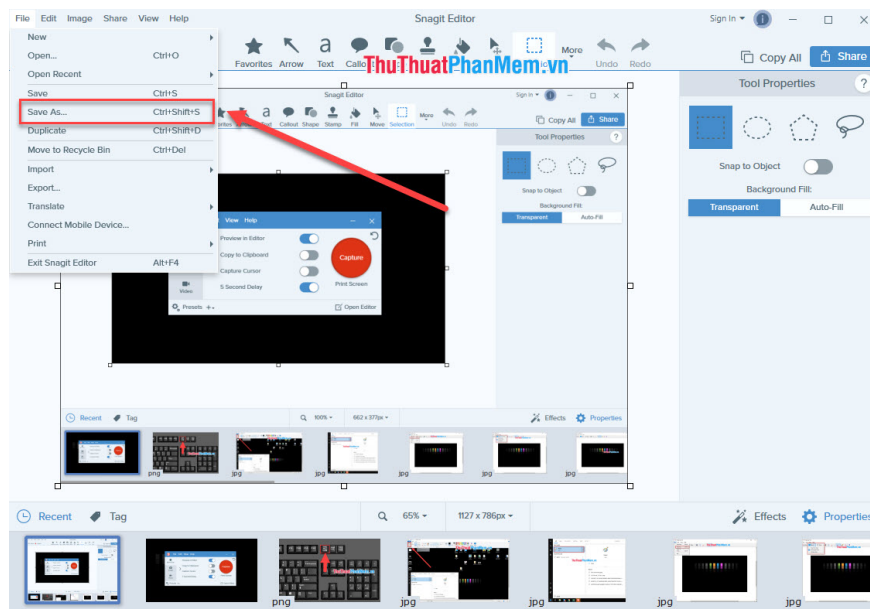 File Edit Image Share View Help
Snagit Editor
Sign In
New
Open... Ctrl+O
Open Recent
Save Ctrl+S
Save As... Ctrl+Shift+S
Duplicate Ctrl+Shift+D
Move to Recycle Bin Ctrl+Del
Import
Export...
Translate
Connect Mobile Device...
Print
Exit Snagit Editor Alt+F4
Favorites Arrow Text More Undo Redo
ThuThuatPhanMem.vn
Copy All Share
Tool Properties ?
Snap to Object
Background Fill:
Transparent Auto-Fill
Snagit Editor
Sign In
Text Callout Shape Stamp Fill Move Selection More Undo Redo
Copy All Share
Tool Properties ?
Snap to Object
Background Fill:
Transparent Auto-Fill
View Help
Preview in Editor
Copy to Clipboard
Capture Cursor
5 Second Delay
Capture
Print Screen
Video
Presets
Open Editor
Recent Tag
100%
662 x 377px
Effects Properties
png jpg jpg jpg jpg jpg
Recent Tag
65%
1127 x 786px
Effects Properties
png jpg jpg jpg jpg